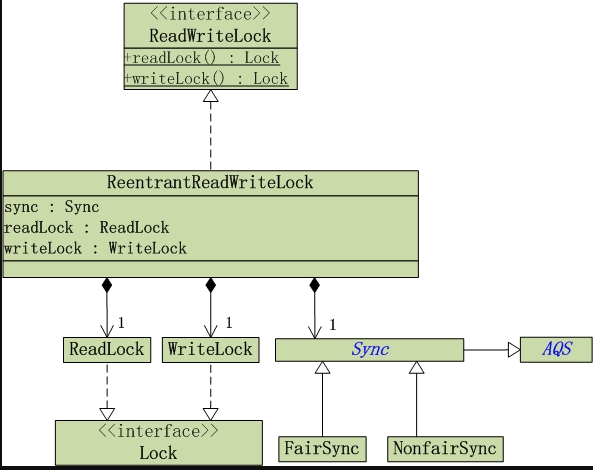 <<interface>>
ReadWriteLock
+readLock() : Lock
+writeLock() : Lock
ReentrantReadWriteLock
sync : Sync
readLock : ReadLock
writeLock : WriteLock
1
1
1
ReadLock
WriteLock
Sync
AQS
<<interface>>
Lock
FairSync
NonfairSync